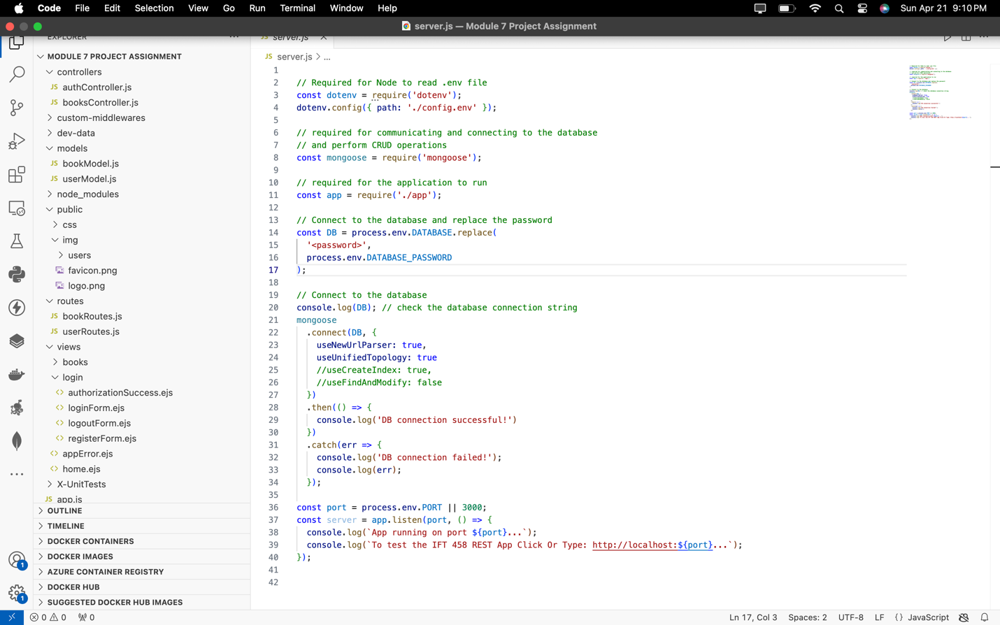 Code File Edit Selection View Go Run Terminal Window Help Sun Apr 21 9:10 PM
server.js — Module 7 Project Assignment
EXPLORER
JS server.js
MODULE 7 PROJECT ASSIGNMENT
controllers
JS authController.js
JS booksController.js
custom-middlewares
dev-data
models
JS bookModel.js
JS userModel.js
node_modules
public
css
img
users
favicon.png
logo.png
routes
JS bookRoutes.js
JS userRoutes.js
views
books
login
<> authorizationSuccess.ejs
<> loginForm.ejs
<> logoutForm.ejs
<> registerForm.ejs
<> appError.ejs
<> home.ejs
X-UnitTests
JS app.js
OUTLINE
TIMELINE
DOCKER CONTAINERS
DOCKER IMAGES
AZURE CONTAINER REGISTRY
DOCKER HUB
SUGGESTED DOCKER HUB IMAGES
1
1
JS server.js > ...
1
2 // Required for Node to read .env file
3 const dotenv = require('dotenv');
4 dotenv.config({ path: './config.env' });
5
6 // required for communicating and connecting to the database
7 // and perform CRUD operations
8 const mongoose = require('mongoose');
9
10 // required for the application to run
11 const app = require('./app');
12
13 // Connect to the database and replace the password
14 const DB = process.env.DATABASE.replace(
15 '<password>',
16 process.env.DATABASE_PASSWORD
17 );
18
19 // Connect to the database
20 console.log(DB); // check the database connection string
21 mongoose
22 .connect(DB, {
23 useNewUrlParser: true,
24 useUnifiedTopology: true
25 //useCreateIndex: true,
26 //useFindAndModify: false
27 })
28 .then(() => {
29 console.log('DB connection successful!')
30 })
31 .catch(err => {
32 console.log('DB connection failed!');
33 console.log(err);
34 });
35
36 const port = process.env.PORT || 3000;
37 const server = app.listen(port, () => {
38 console.log(`App running on port ${port}...`);
39 console.log(`To test the IFT 458 REST App Click Or Type: http://localhost:${port}...`);
40 });
41
42
0 0 0 Ln 17, Col 3 Spaces: 2 UTF-8 LF {} JavaScript